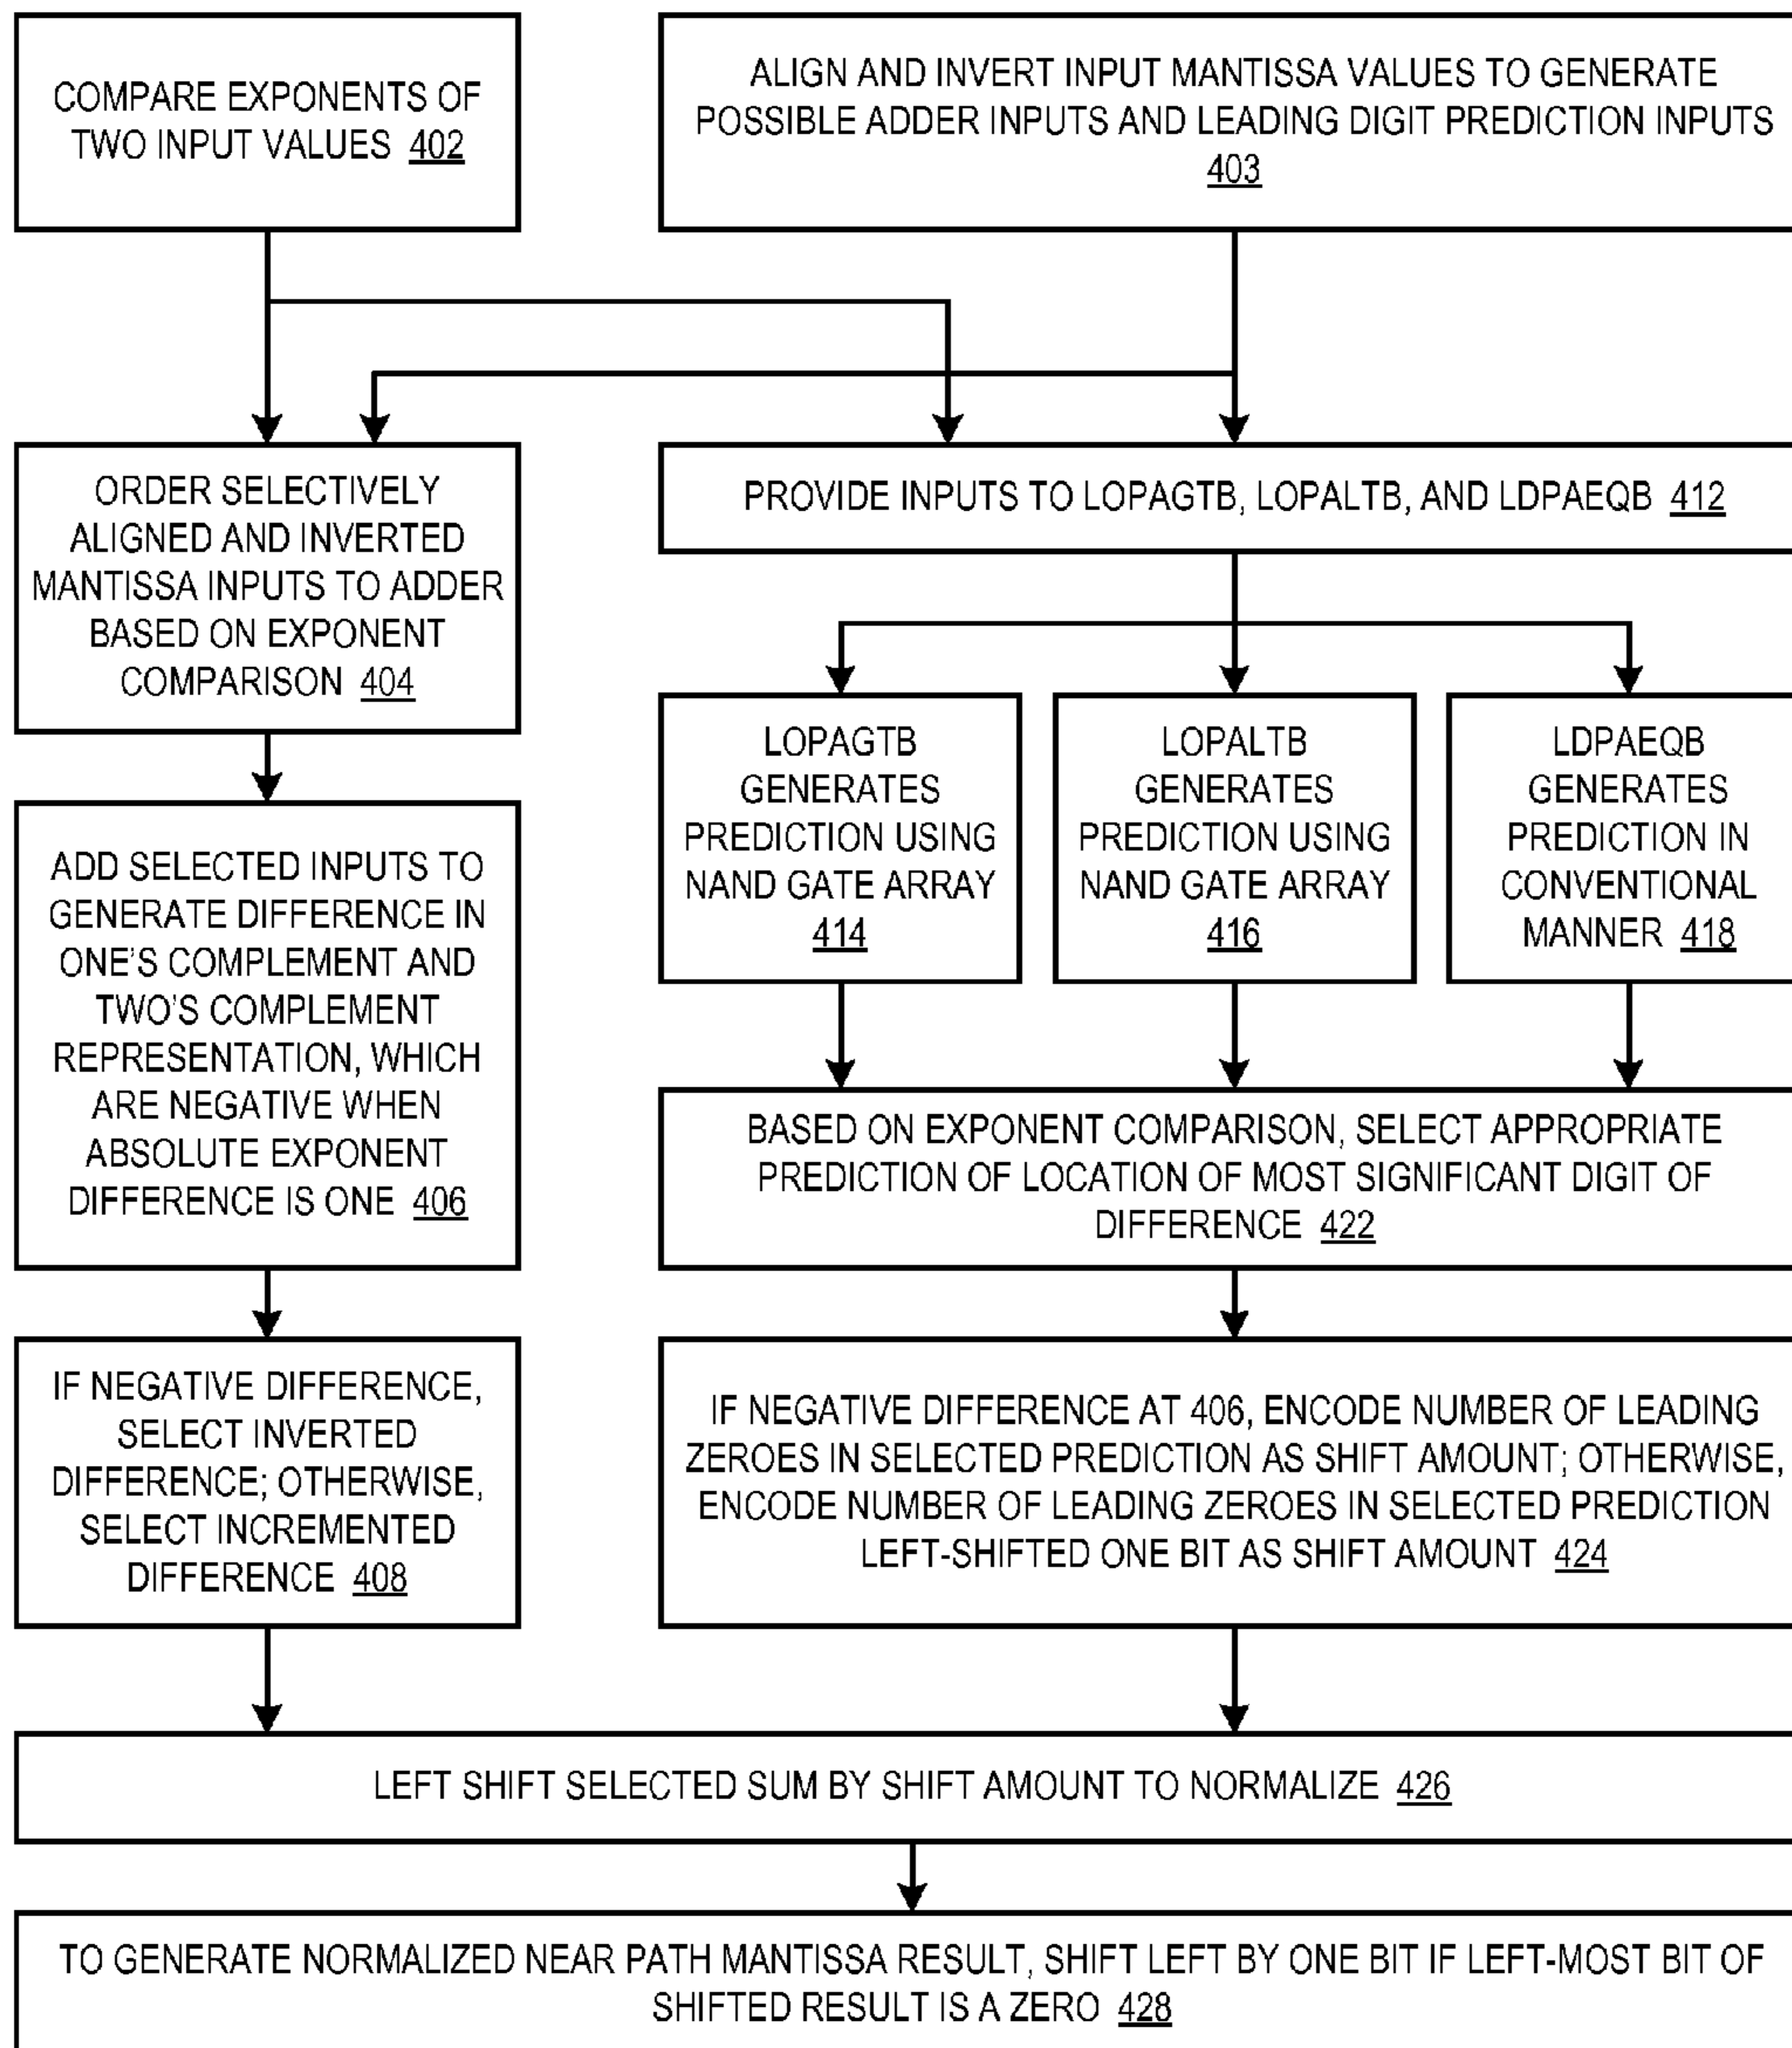 COMPARE EXPONENTS OF
TWO INPUT VALUES 402
ALIGN AND INVERT INPUT MANTISSA VALUES TO GENERATE
POSSIBLE ADDER INPUTS AND LEADING DIGIT PREDICTION INPUTS
403
ORDER SELECTIVELY
ALIGNED AND INVERTED
MANTISSA INPUTS TO ADDER
BASED ON EXPONENT
COMPARISON 404
PROVIDE INPUTS TO LOPAGTB, LOPALTB, AND LDPAEQB 412
LOPAGTB
GENERATES
PREDICTION USING
NAND GATE ARRAY
414
LOPALTB
GENERATES
PREDICTION USING
NAND GATE ARRAY
416
LDPAEQB
GENERATES
PREDICTION IN
CONVENTIONAL
MANNER 418
ADD SELECTED INPUTS TO
GENERATE DIFFERENCE IN
ONE'S COMPLEMENT AND
TWO'S COMPLEMENT
REPRESENTATION, WHICH
ARE NEGATIVE WHEN
ABSOLUTE EXPONENT
DIFFERENCE IS ONE 406
BASED ON EXPONENT COMPARISON, SELECT APPROPRIATE
PREDICTION OF LOCATION OF MOST SIGNIFICANT DIGIT OF
DIFFERENCE 422
IF NEGATIVE DIFFERENCE,
SELECT INVERTED
DIFFERENCE; OTHERWISE,
SELECT INCREMENTED
DIFFERENCE 408
IF NEGATIVE DIFFERENCE AT 406, ENCODE NUMBER OF LEADING
ZEROES IN SELECTED PREDICTION AS SHIFT AMOUNT; OTHERWISE,
ENCODE NUMBER OF LEADING ZEROES IN SELECTED PREDICTION
LEFT-SHIFTED ONE BIT AS SHIFT AMOUNT 424
LEFT SHIFT SELECTED SUM BY SHIFT AMOUNT TO NORMALIZE 426
TO GENERATE NORMALIZED NEAR PATH MANTISSA RESULT, SHIFT LEFT BY ONE BIT IF LEFT-MOST BIT OF
SHIFTED RESULT IS A ZERO 428